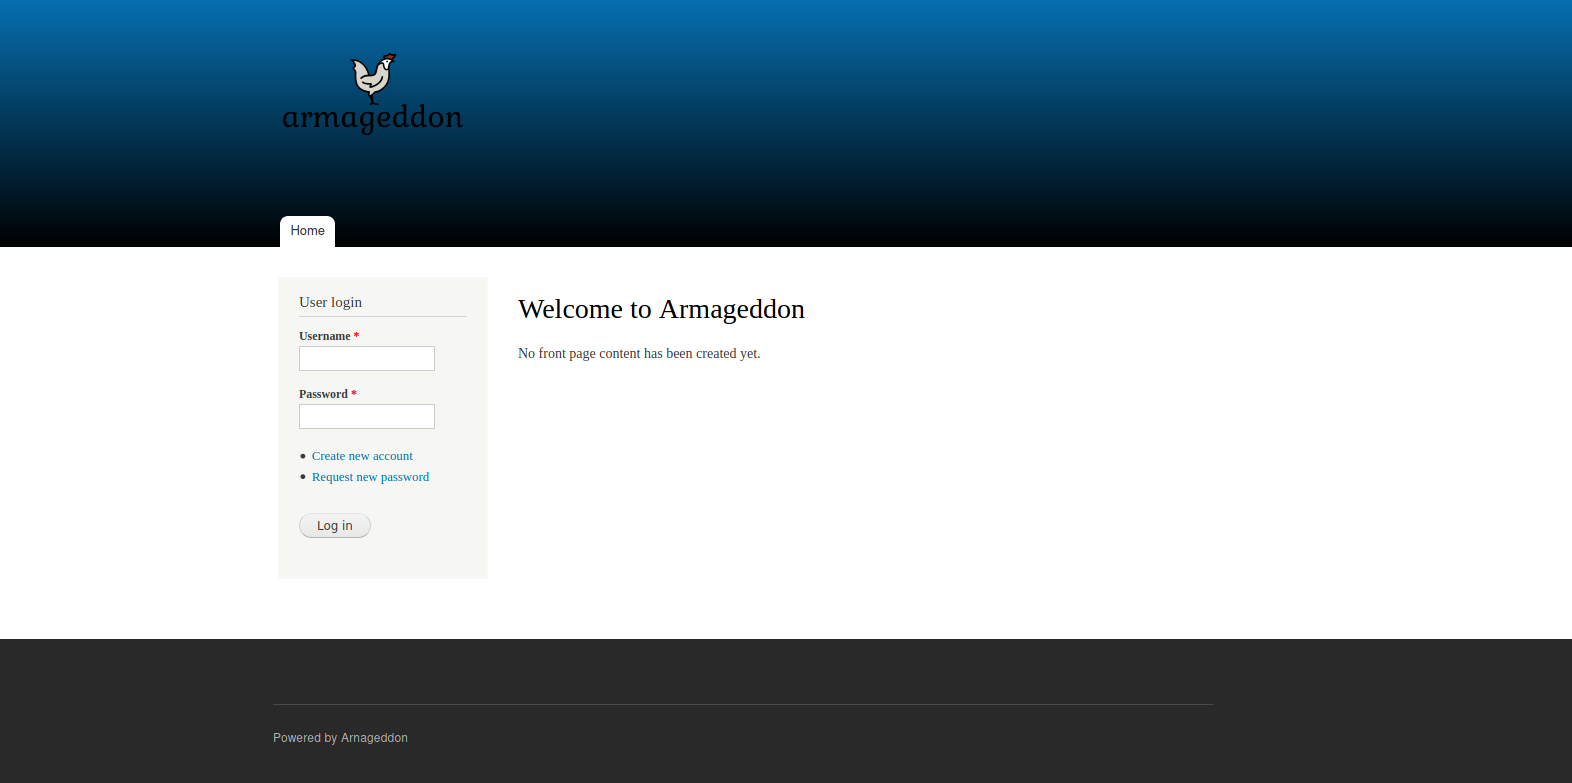 armageddon
Home
User login
Username *
Password *
Create new account
Request new password
Log in
Welcome to Armageddon
No front page content has been created yet.
Powered by Arnageddon